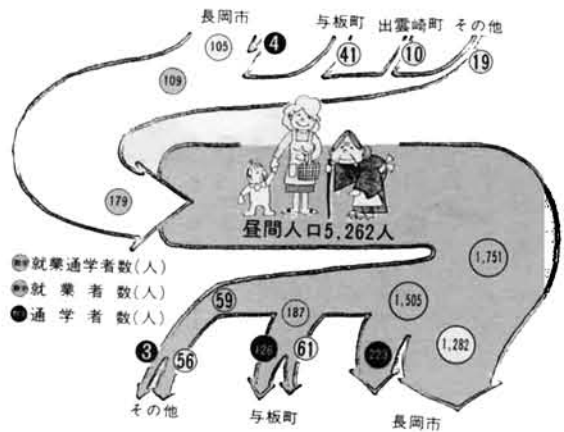 長岡市 与板町 出雲崎町 その他
105 4 41 10 19
109
179
昼間人口5,262人
1,751
就業通学者数(人)
就業者数(人)
通学者数(人)
59 187 1,505
3 56 126 61 223 1,282
その他 与板町 長岡市